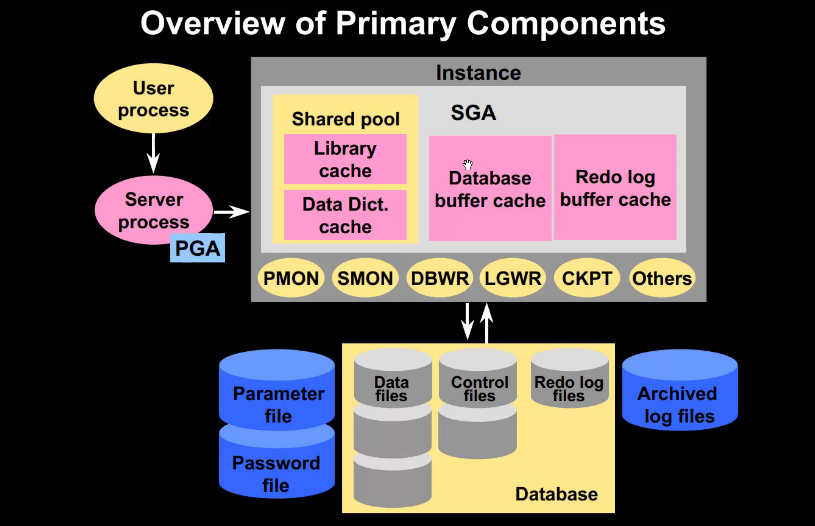 Overview of Primary Components
User
process
Server
process
PGA
Instance
SGA
Shared pool
Library
cache
Data Dict.
cache
Database
buffer cache
Redo log
buffer cache
PMON
SMON
DBWR
LGWR
CKPT
Others
Parameter
file
Password
file
Data
files
Control
files
Redo log
files
Database
Archived
log files